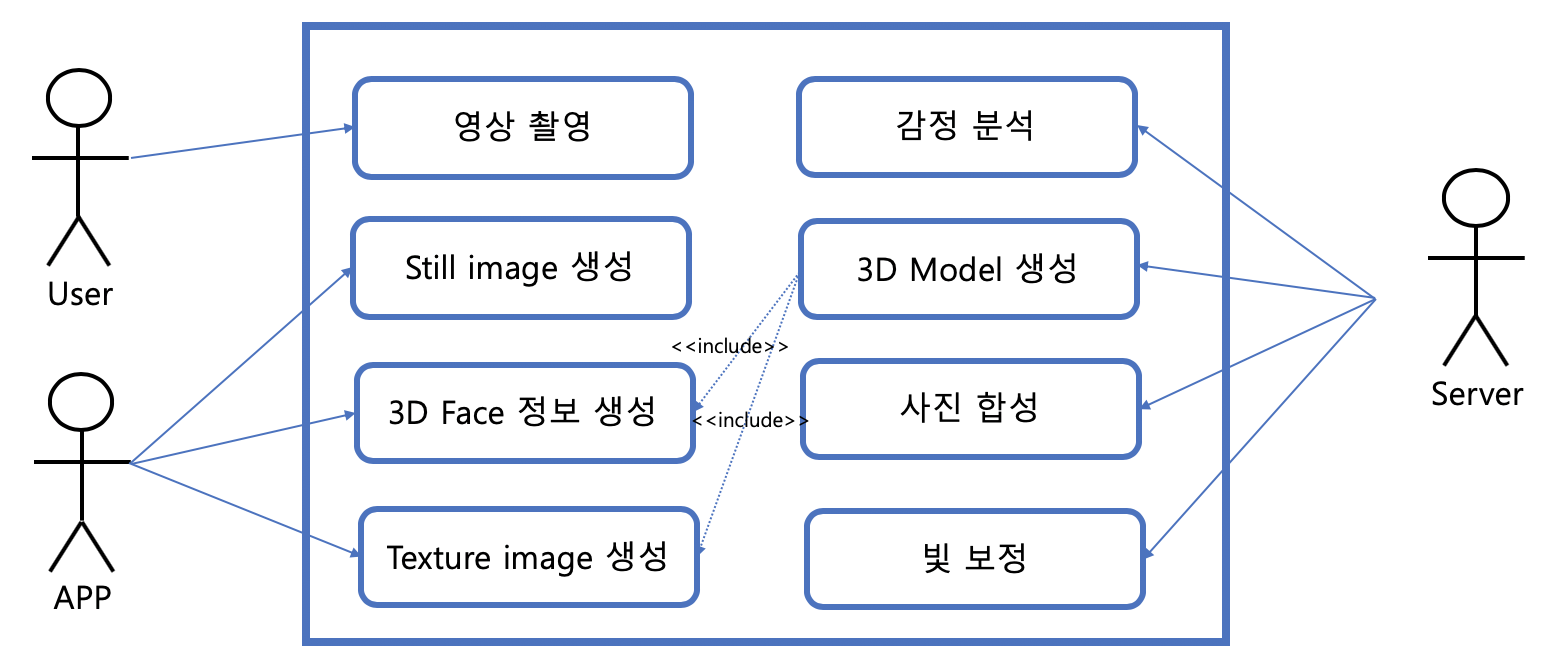 영상 촬영
감정 분석
User
Still image 생성
3D Model 생성
<<include>>
3D Face 정보 생성
<<include>>
사진 합성
Server
Texture image 생성
빛 보정
APP